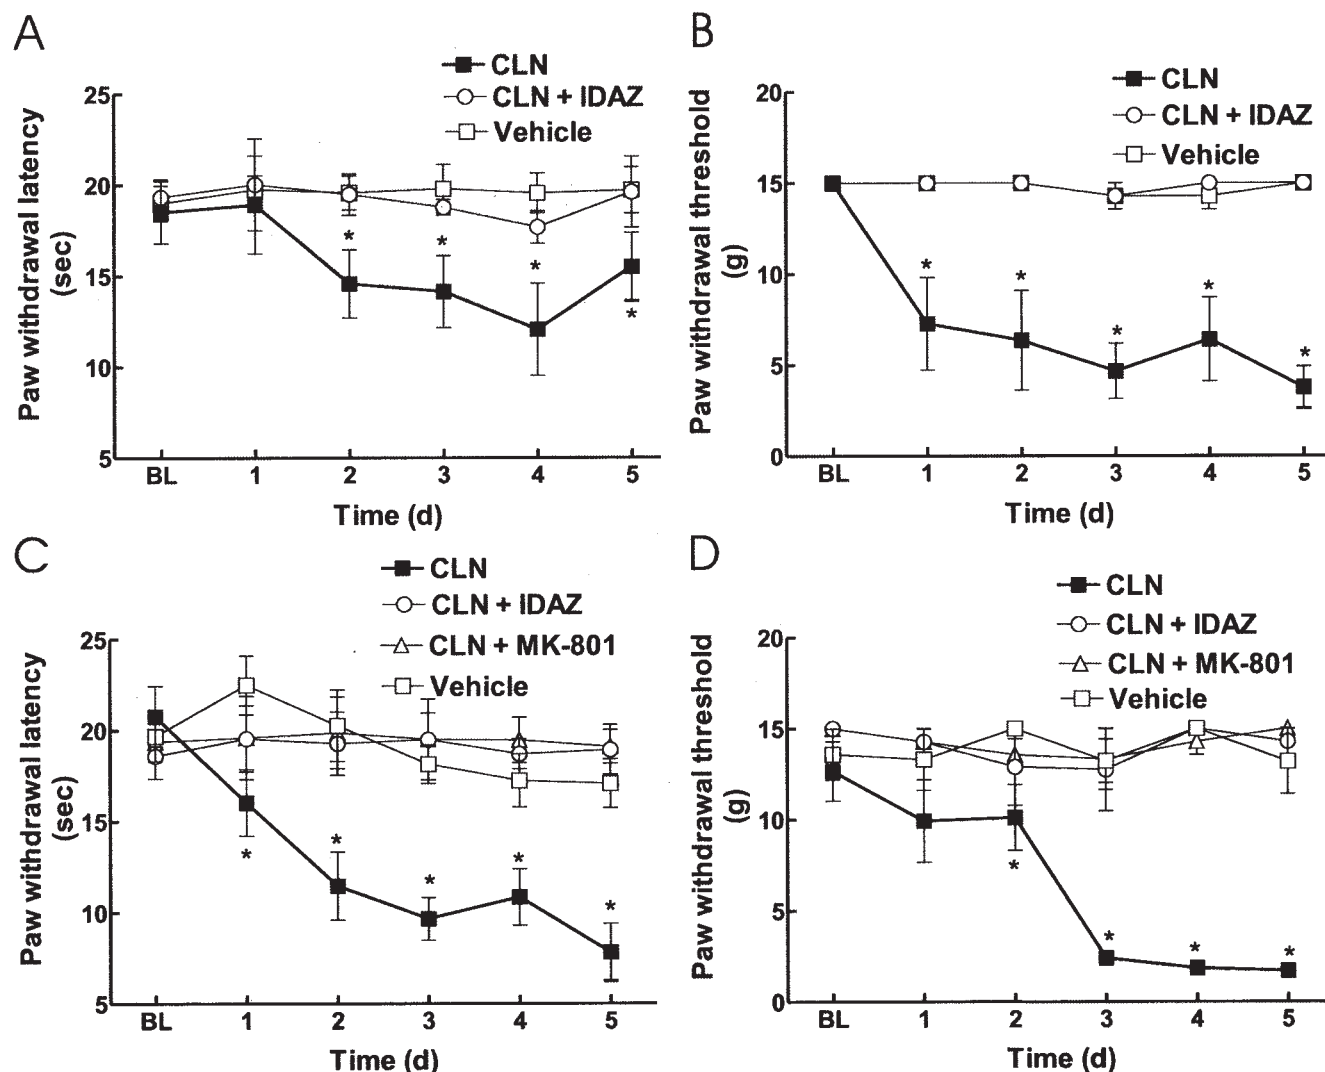 A
CLN
CLN + IDAZ
Vehicle
Paw withdrawal latency
(sec)
25
20
15
10
5
* * * *
BL 1 2 3 4 5
Time (d)
B
CLN
CLN + IDAZ
Vehicle
Paw withdrawal threshold
(g)
20
15
10
5
0
* * * * *
BL 1 2 3 4 5
Time (d)
C
CLN
CLN + IDAZ
CLN + MK-801
Vehicle
Paw withdrawal latency
(sec)
25
20
15
10
5
* * * * *
BL 1 2 3 4 5
Time (d)
D
CLN
CLN + IDAZ
CLN + MK-801
Vehicle
Paw withdrawal threshold
(g)
20
15
10
5
0
* * * *
BL 1 2 3 4 5
Time (d)